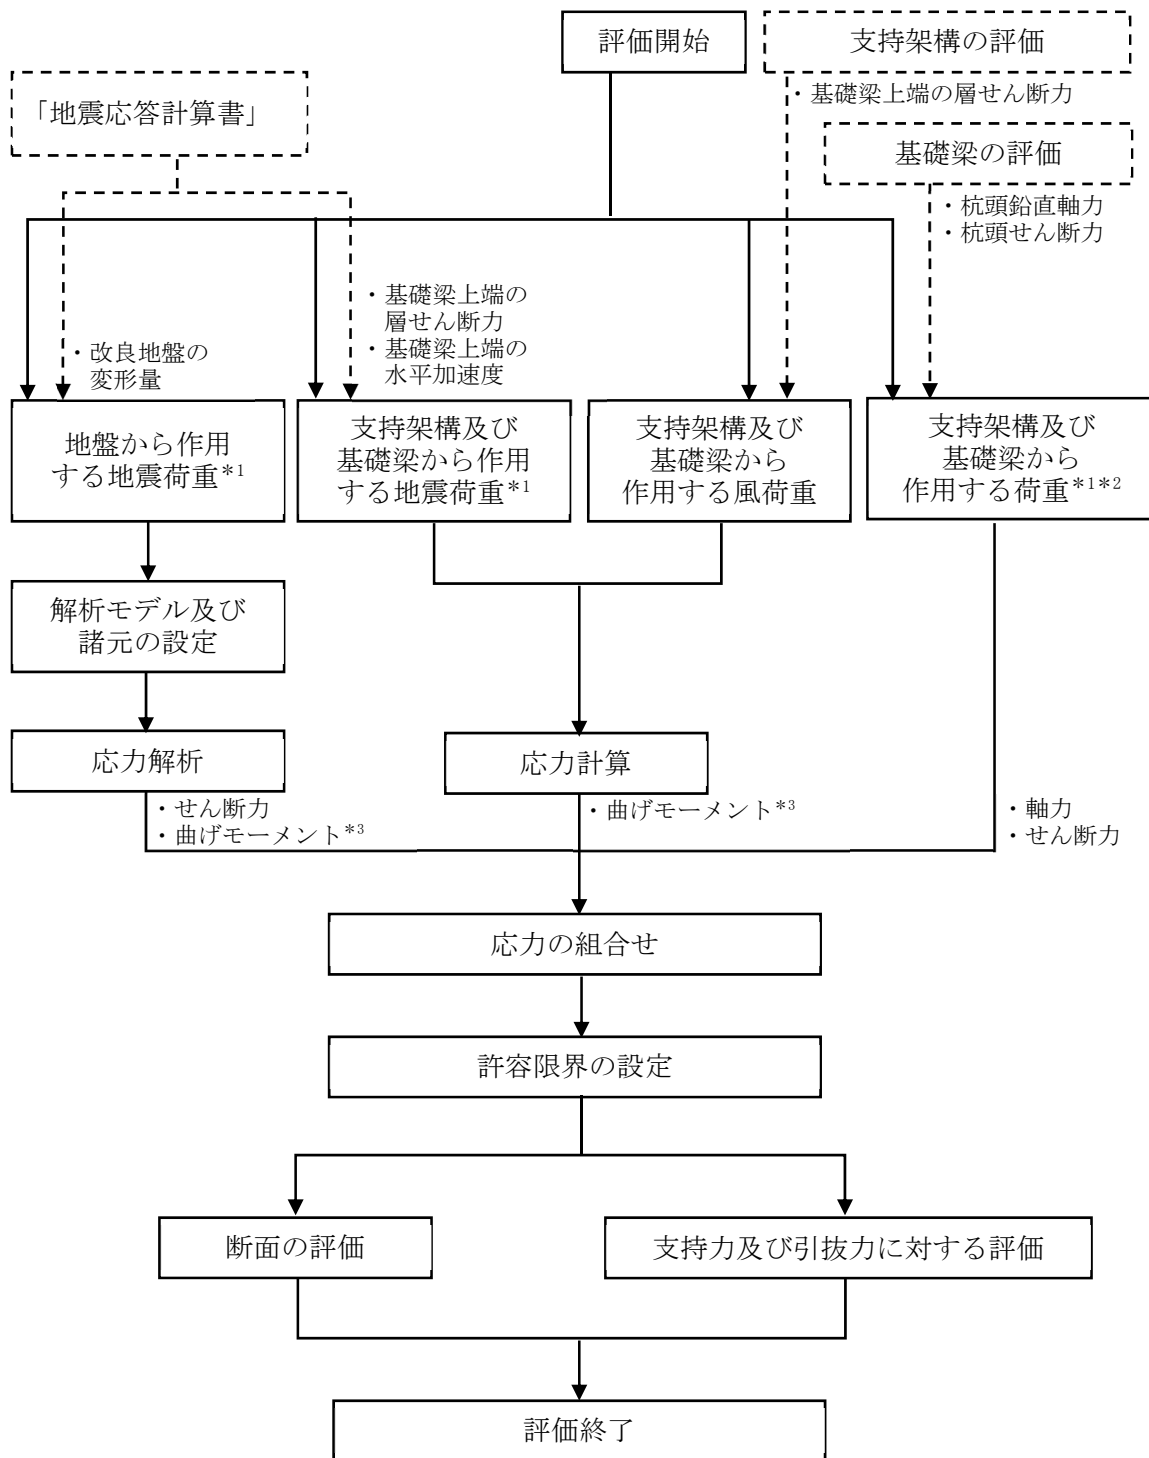 評価開始
支持架構の評価
・基礎梁上端の層せん断力
「地震応答計算書」
基礎梁の評価
・杭頭鉛直軸力
・杭頭せん断力
・基礎梁上端の
層せん断力
・基礎梁上端の
水平加速度
・改良地盤の
変形量
地盤から作用
する地震荷重*1
支持架構及び
基礎梁から作用
する地震荷重*1
支持架構及び
基礎梁から
作用する風荷重
支持架構及び
基礎梁から
作用する荷重*1*2
解析モデル及び
諸元の設定
応力解析
・せん断力
・曲げモーメント*3
応力計算
・曲げモーメント*3
・軸力
・せん断力
応力の組合せ
許容限界の設定
断面の評価
支持力及び引抜力に対する評価
評価終了